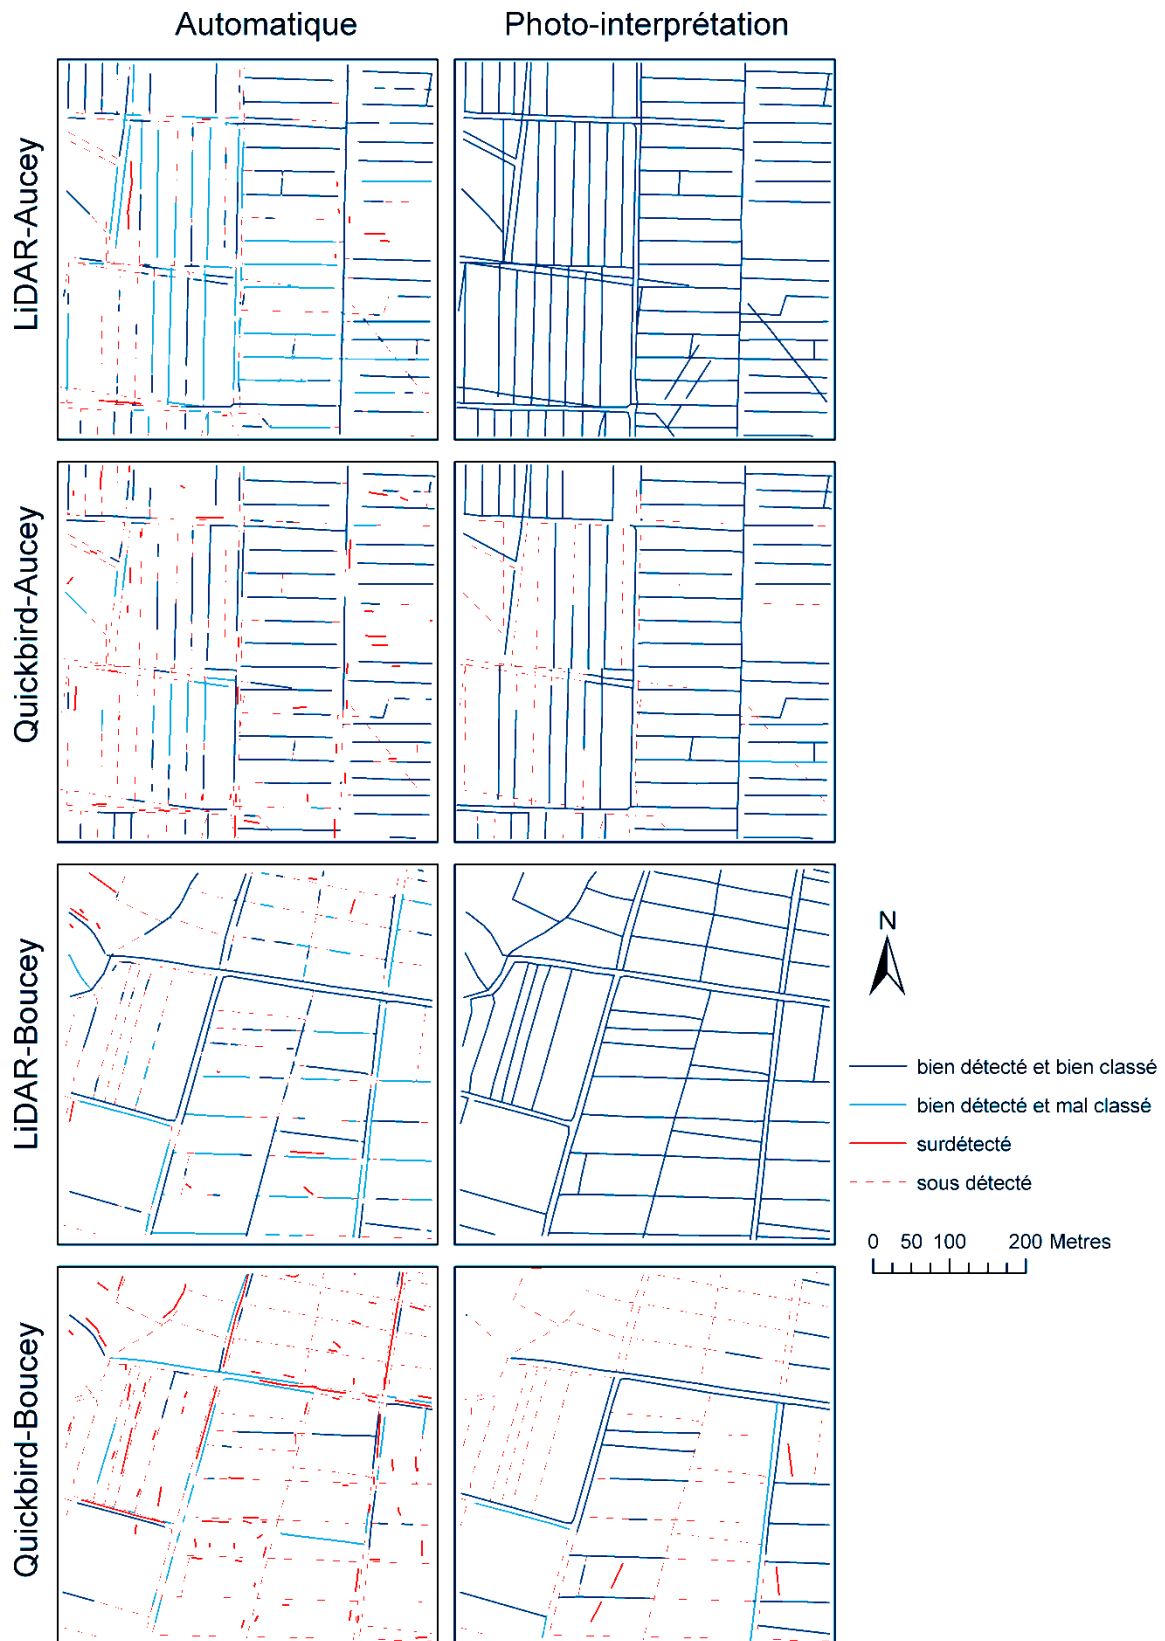 Automatique
Photo-interprétation
LiDAR-Aucey
Quickbird-Aucey
LiDAR-Boucey
Quickbird-Boucey
N
bien détecté et bien classé
bien détecté et mal classé
surdétecté
sous détecté
0 50 100 200 Metres